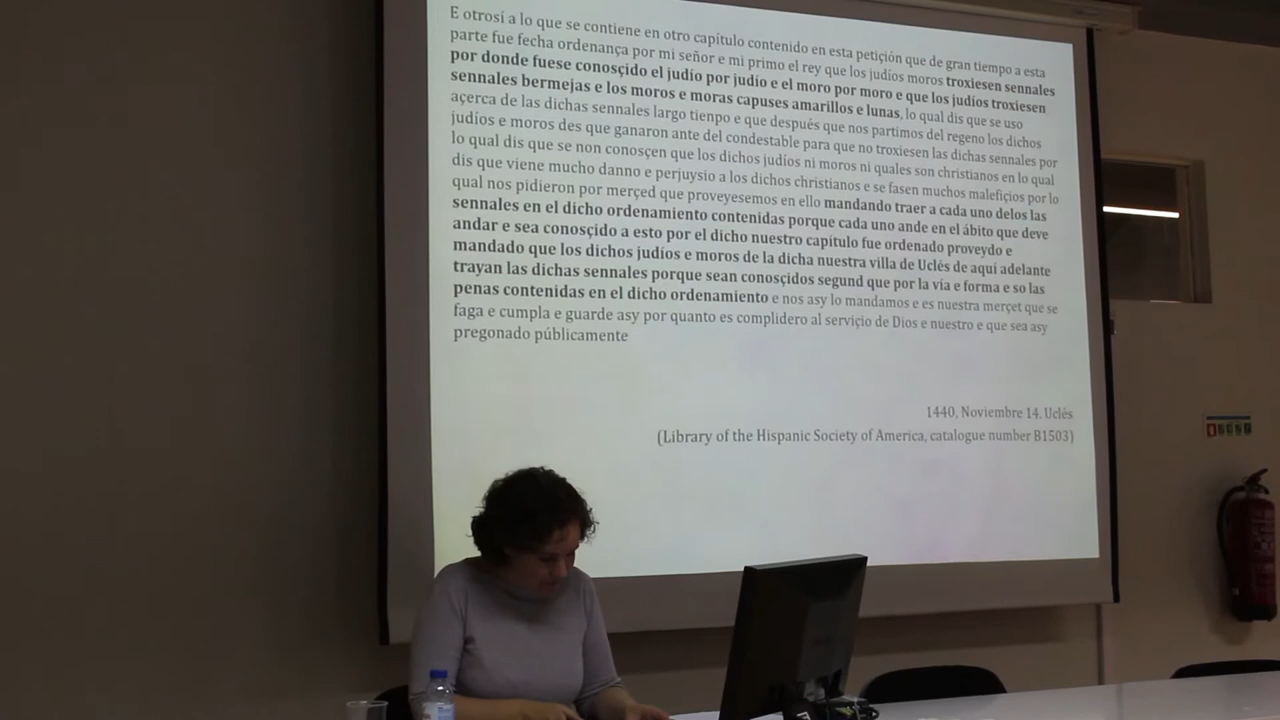 E otrosí a lo que se contiene en otro capítulo contenido en esta petiçión que de gran tiempo a esta
parte fue fecha ordenança por mi señor e mi primo el rey que los judíos moros troxiesen sennales
por donde fuese conosçido el judío por judio e el moro por moro e que los judíos troxiesen
sennales bermejas e los moros e moras capuses amarillos e lunas, lo qual dis que se uso
açerca de las dichas sennales largo tienpo e que después que nos partimos del regeno los dichos
judíos e moros des que ganaron ante del condestable para que no troxiesen las dichas sennales por
lo qual dis que se non conosçen que los dichos judíos ni moros ni quales son christianos en lo qual
dis que viene mucho danno e perjuysio a los dichos christianos e se fasen muchos malefiçios por lo
qual nos pidieron por merçed que proveyesemos en ello mandando traer a cada uno delos las
sennales en el dicho ordenamiento contenidas porque cada uno ande en el ábito que deve
andar e sea conosçido a esto por el dicho nuestro capítulo fue ordenado proveydo e
mandado que los dichos judíos e moros de la dicha nuestra villa de Uclés de aquí adelante
trayan las dichas sennales porque sean conosçidos segund que por la vía e forma e so las
penas contenidas en el dicho ordenamiento e nos asy lo mandamos e es nuestra merçet que se
faga e cumpla e guarde asy por quanto es complidero al serviçio de Dios e nuestro e que sea asy
pregonado públicamente
1440, Noviembre 14. Uclés
(Library of the Hispanic Society of America, catalogue number B1503)